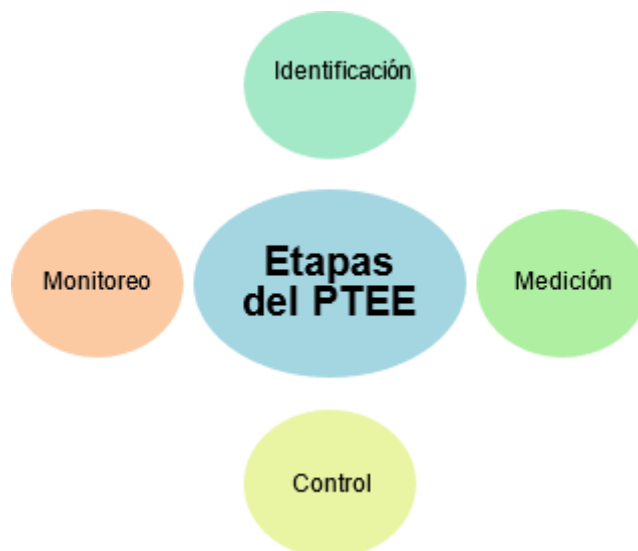 Identificación
Monitoreo
Etapas
del PTEE
Medición
Control